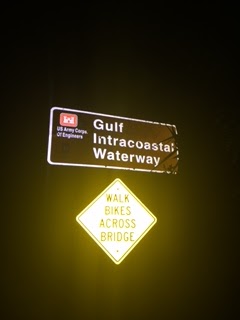 Gulf
Intracoastal
Waterway
US Army Corps
Of Engineers
WALK
BIKES
ACROSS
BRIDGE